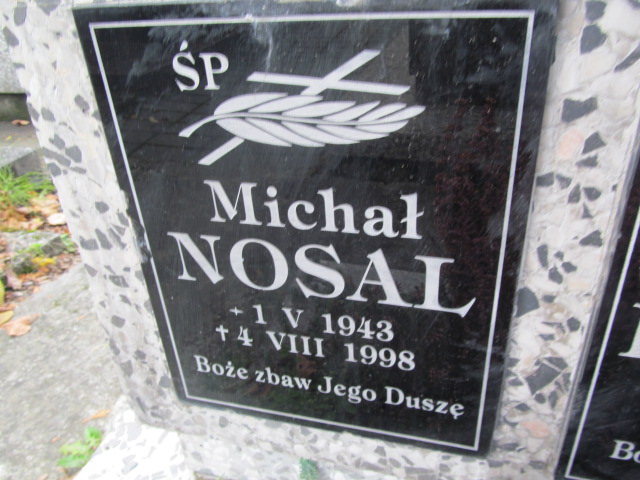 ŚP
Michał
NOSAL
⋆ 1 V 1943
† 4 VIII 1998
Boże zbaw Jego Duszę